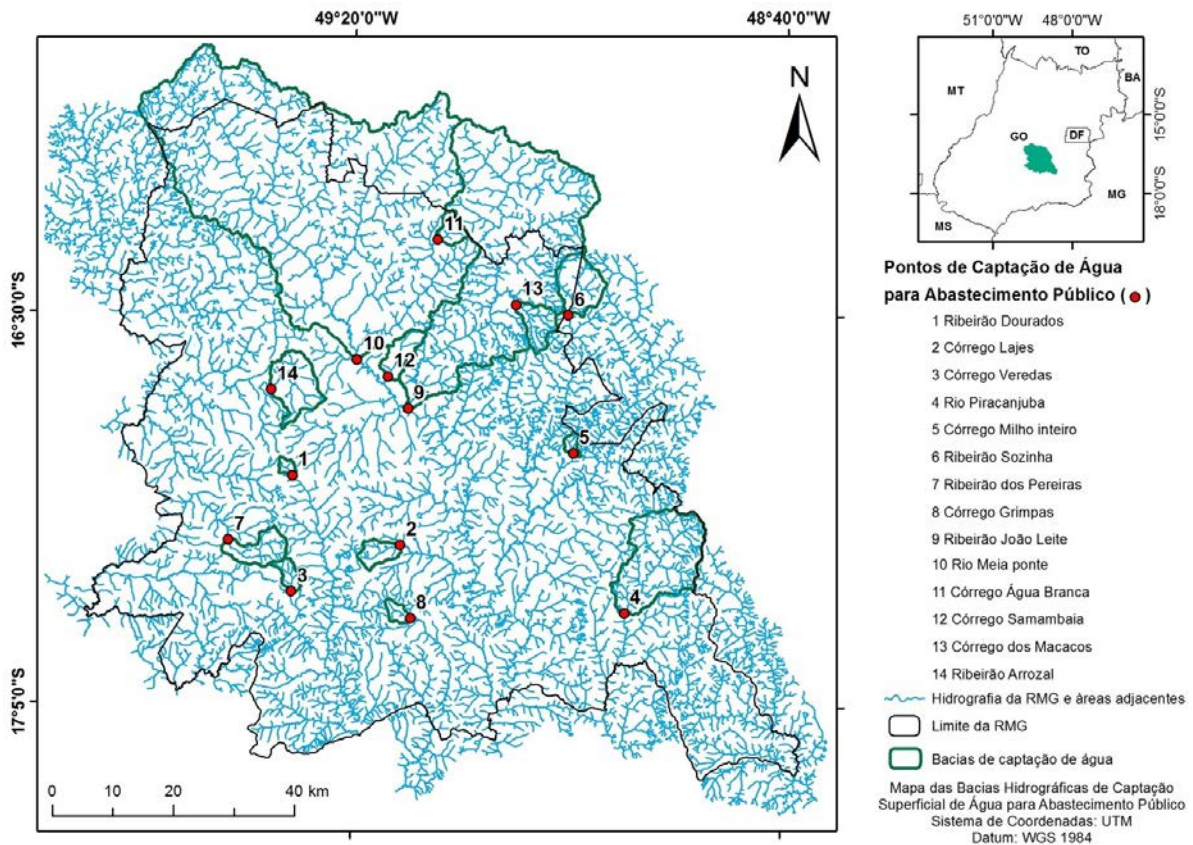 49°20'0"W
48°40'0"W
16°30'0"S
17°5'0"S
N
11
13
6
10
12
14
9
5
1
7
2
3
8
4
0 10 20 40 km
51°0'0"W 48°0'0"W
15°0'0"S
18°0'0"S
TO
BA
MT
GO
DF
MG
MS
Pontos de Captação de Água
para Abastecimento Público ( )
1 Ribeirão Dourados
2 Córrego Lajes
3 Córrego Veredas
4 Rio Piracanjuba
5 Córrego Milho inteiro
6 Ribeirão Sozinha
7 Ribeirão dos Pereiras
8 Córrego Grimpas
9 Ribeirão João Leite
10 Rio Meia ponte
11 Córrego Água Branca
12 Córrego Samambaia
13 Córrego dos Macacos
14 Ribeirão Arrozal
Hidrografia da RMG e àreas adjacentes
Limite da RMG
Bacias de captação de água
Mapa das Bacias Hidrográficas de Captação
Superficial de Água para Abastecimento Público
Sistema de Coordenadas: UTM
Datum: WGS 1984